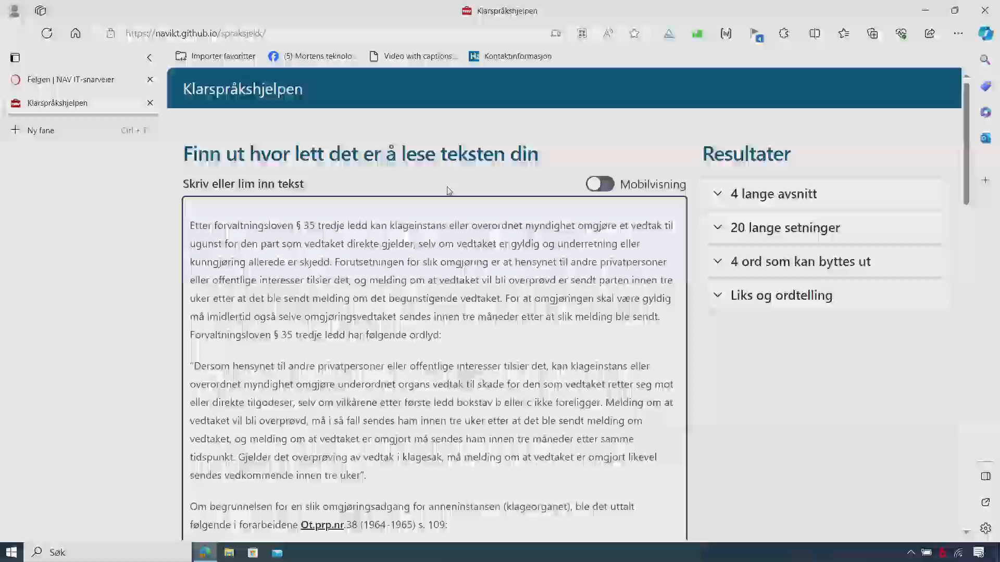 Klarspråkshjelpen
https://navikt.github.io/spraksjekk/
Importer favoritter
(5) Mortens teknolo...
Video with captions...
Kontaktinformasjon
Felgen | NAV IT-snarveier
Klarspråkshjelpen
Ny fane
Ctrl + T
Klarspråkshjelpen
Finn ut hvor lett det er å lese teksten din
Skriv eller lim inn tekst
Mobilvisning
Etter forvaltningsloven § 35 tredje ledd kan klageinstans eller overordnet myndighet omgjøre et vedtak til
ugunst for den part som vedtaket direkte gjelder, selv om vedtaket er gyldig og underretning eller
kunngjøring allerede er skjedd. Forutsetningen for slik omgjøring er at hensynet til andre privatpersoner
eller offentlige interesser tilsier det, og melding om at vedtaket vil bli overprøvd er sendt parten innen tre
uker etter at det ble sendt melding om det begunstigende vedtaket. For at omgjøringen skal være gyldig
må imidlertid også selve omgjøringsvedtaket sendes innen tre måneder etter at slik melding ble sendt.
Forvaltningsloven § 35 tredje ledd har følgende ordlyd:
”Dersom hensynet til andre privatpersoner eller offentlige interesser tilsier det, kan klageinstans eller
overordnet myndighet omgjøre underordnet organs vedtak til skade for den som vedtaket retter seg mot
eller direkte tilgodeser, selv om vilkårene etter første ledd bokstav b eller c ikke foreligger. Melding om at
vedtaket vil bli overprøvd, må i så fall sendes ham innen tre uker etter at det ble sendt melding om
vedtaket, og melding om at vedtaket er omgjort må sendes ham innen tre måneder etter samme
tidspunkt. Gjelder det overprøving av vedtak i klagesak, må melding om at vedtaket er omgjort likevel
sendes vedkommende innen tre uker”.
Om begrunnelsen for en slik omgjøringsadgang for anneninstansen (klageorganet), ble det uttalt
følgende i forarbeidene Ot.prp.nr.38 (1964-1965) s. 109:
Resultater
4 lange avsnitt
20 lange setninger
4 ord som kan byttes ut
Liks og ordtelling
Søk